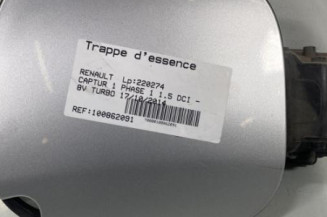 Trappe d'essence
RENAULT Lp:220274
CAPTUR 1 PHASE 1 1.5 DCI -
8V TURBO 17/10/2014
REF:100862091